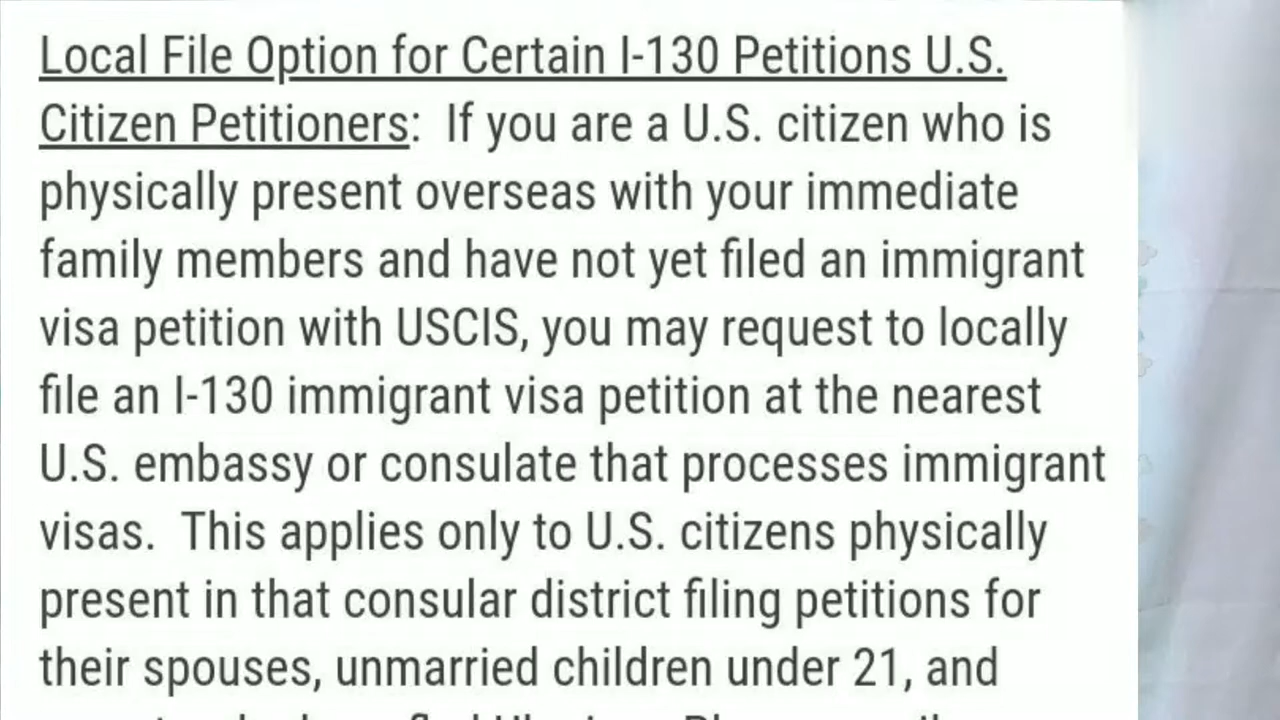 Local File Option for Certain I-130 Petitions U.S.
Citizen Petitioners:  If you are a U.S. citizen who is
physically present overseas with your immediate
family members and have not yet filed an immigrant
visa petition with USCIS, you may request to locally
file an I-130 immigrant visa petition at the nearest
U.S. embassy or consulate that processes immigrant
visas.  This applies only to U.S. citizens physically
present in that consular district filing petitions for
their spouses, unmarried children under 21, and